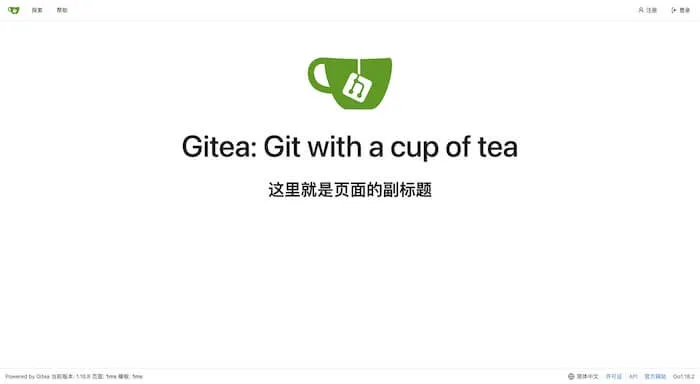 探索 帮助 注册 登录
Gitea: Git with a cup of tea
这里就是页面的副标题
Powered by Gitea 当前版本: 1.16.8 页面: 1ms 模板: 1ms 简体中文 许可证 API 官方网站 Go1.18.2